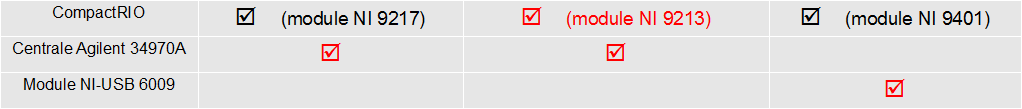 CompactRIO ☑ (module NI 9217) ☑ (module NI 9213) ☑ (module NI 9401)
Centrale Agilent 34970A ☑ ☑
Module NI-USB 6009 ☑